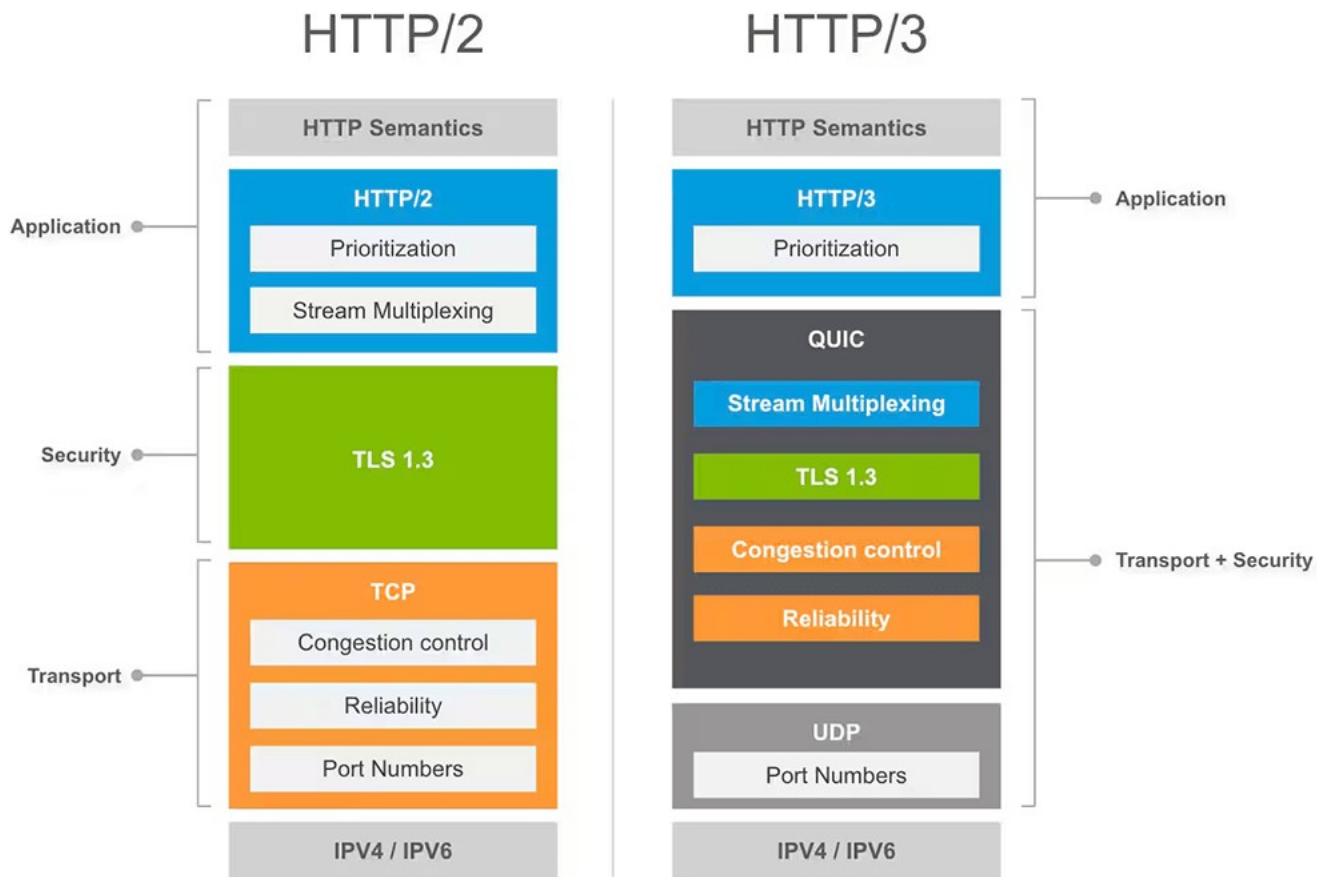 HTTP/2
HTTP Semantics
HTTP/2
Prioritization
Stream Multiplexing
Application
TLS 1.3
Security
TCP
Congestion control
Reliability
Port Numbers
Transport
IPV4 / IPV6
HTTP/3
HTTP Semantics
HTTP/3
Prioritization
Application
QUIC
Stream Multiplexing
TLS 1.3
Congestion control
Reliability
UDP
Port Numbers
Transport + Security
IPV4 / IPV6